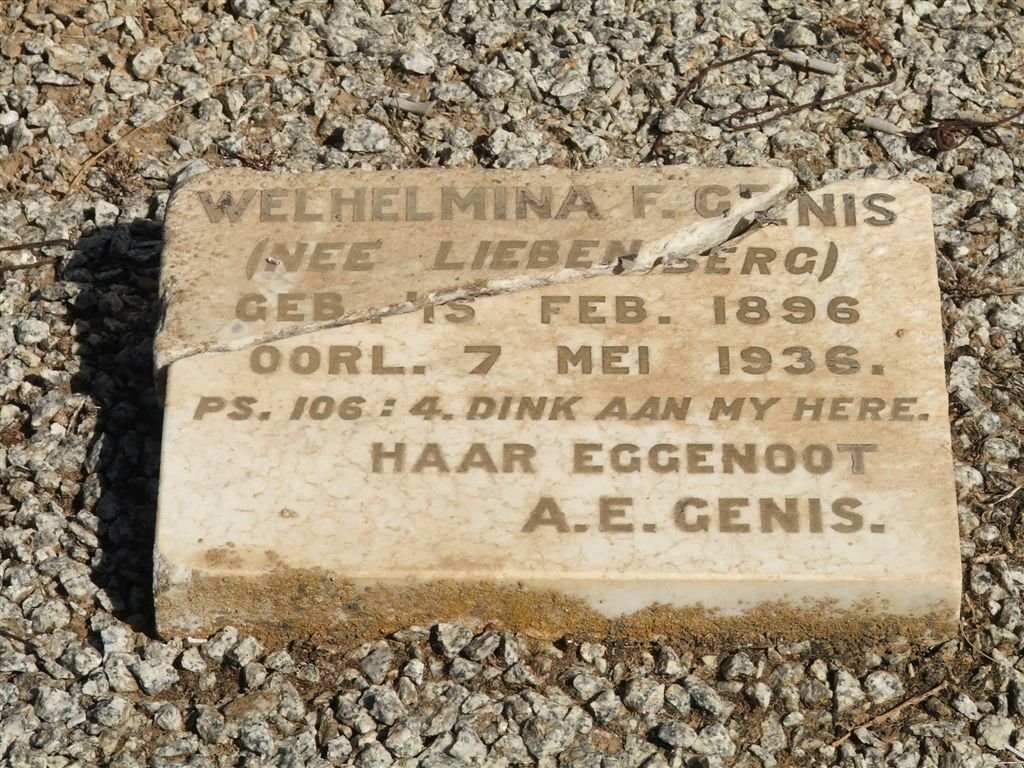 WELHELMINA F. GENIS
(NEE LIEBENBERG)
GEB. 15 FEB. 1896
OORL. 7 MEI 1936.
PS. 106 : 4. DINK AAN MY HERE.
HAAR EGGENOOT
A.E. GENIS.